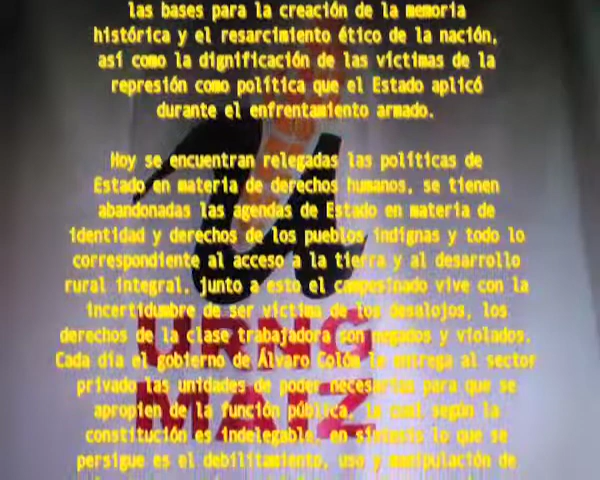 las bases para la creación de la memoria
histórica y el resarcimiento ético de la nación,
así como la dignificación de las víctimas de la
represión como política que el Estado aplicó
durante el enfrentamiento armado.
Hoy se encuentran relegadas las políticas de
Estado en materia de derechos humanos, se tienen
abandonadas las agendas de Estado en materia de
identidad y derechos de los pueblos indignas y todo lo
correspondiente al acceso a la tierra y al desarrollo
rural integral, junto a esto el campesinado vive con la
incertidumbre de ser víctima de los desalojos, los
derechos de la clase trabajadora son negados y violados.
Cada día el gobierno de Álvaro Colóm le entrega al sector
privado las unidades de poder necesarias para que se
apropien de la función pública, la cual según la
constitución es indelegable, en síntesis lo que se
persigue es el debilitamiento, uso y manipulación de
URNG
MAIZ